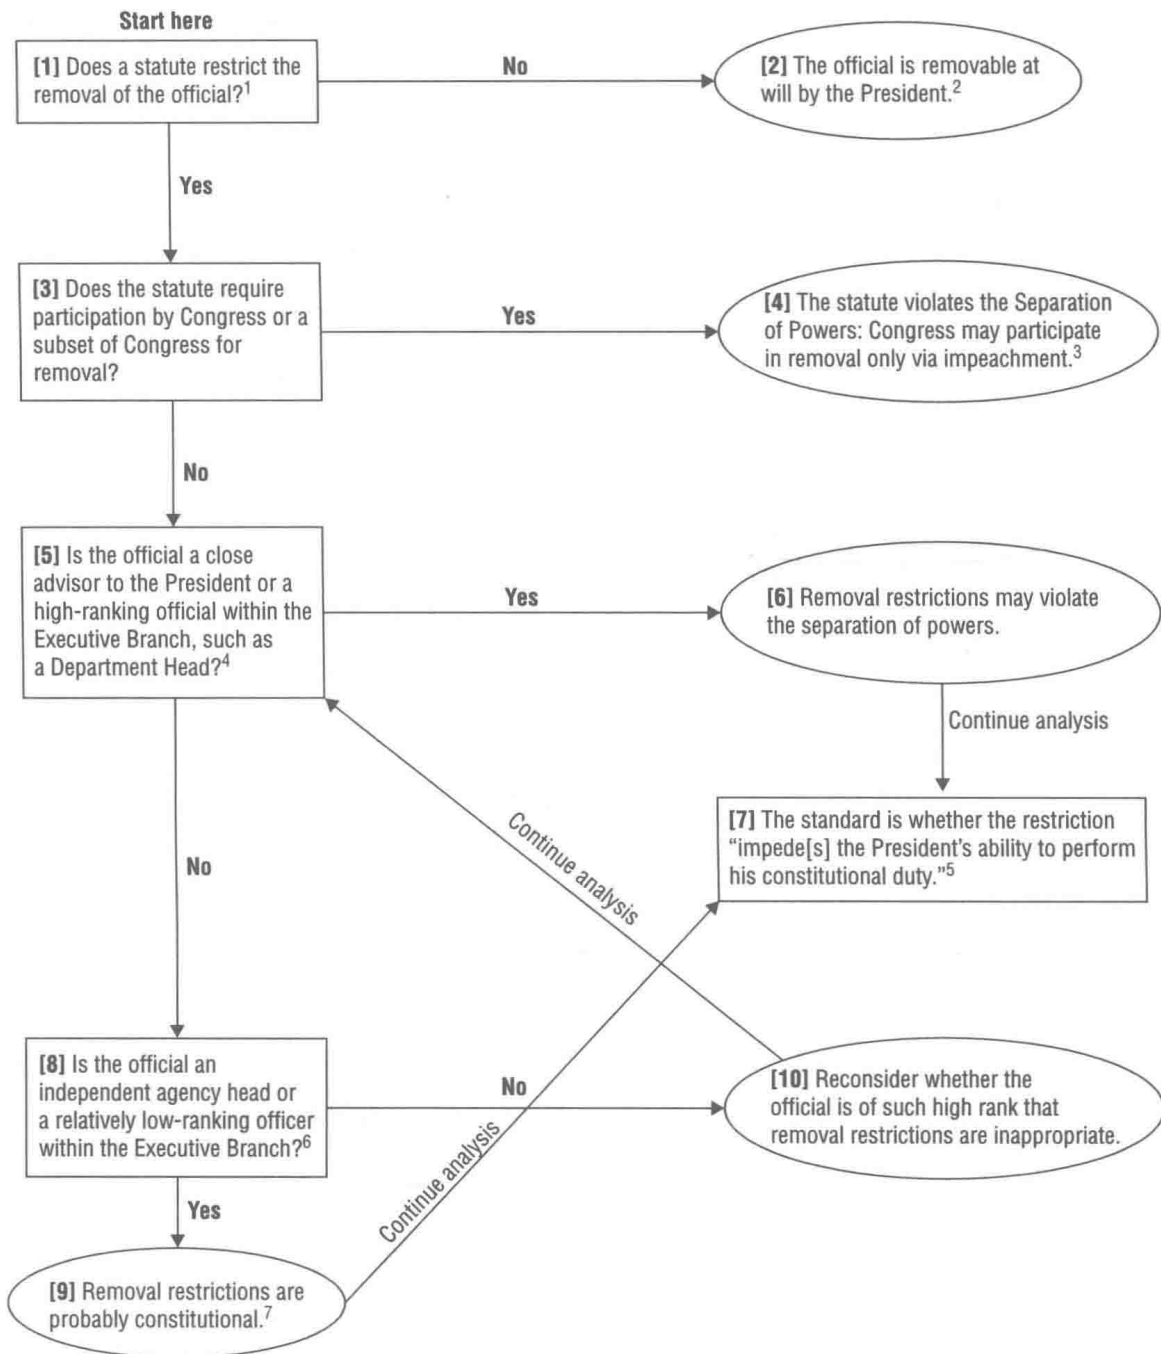 Start here
[1] Does a statute restrict the
removal of the official?¹
No
[2] The official is removable at
will by the President.²
Yes
[3] Does the statute require
participation by Congress or a
subset of Congress for
removal?
Yes
[4] The statute violates the Separation
of Powers: Congress may participate
in removal only via impeachment.³
No
[5] Is the official a close
advisor to the President or a
high-ranking official within the
Executive Branch, such as
a Department Head?⁴
Yes
[6] Removal restrictions may violate
the separation of powers.
Continue analysis
[7] The standard is whether the restriction
"impede[s] the President's ability to perform
his constitutional duty."⁵
Continue analysis
No
[8] Is the official an
independent agency head or
a relatively low-ranking officer
within the Executive Branch?⁶
No
[10] Reconsider whether the
official is of such high rank that
removal restrictions are inappropriate.
Continue analysis
Yes
[9] Removal restrictions are
probably constitutional.⁷